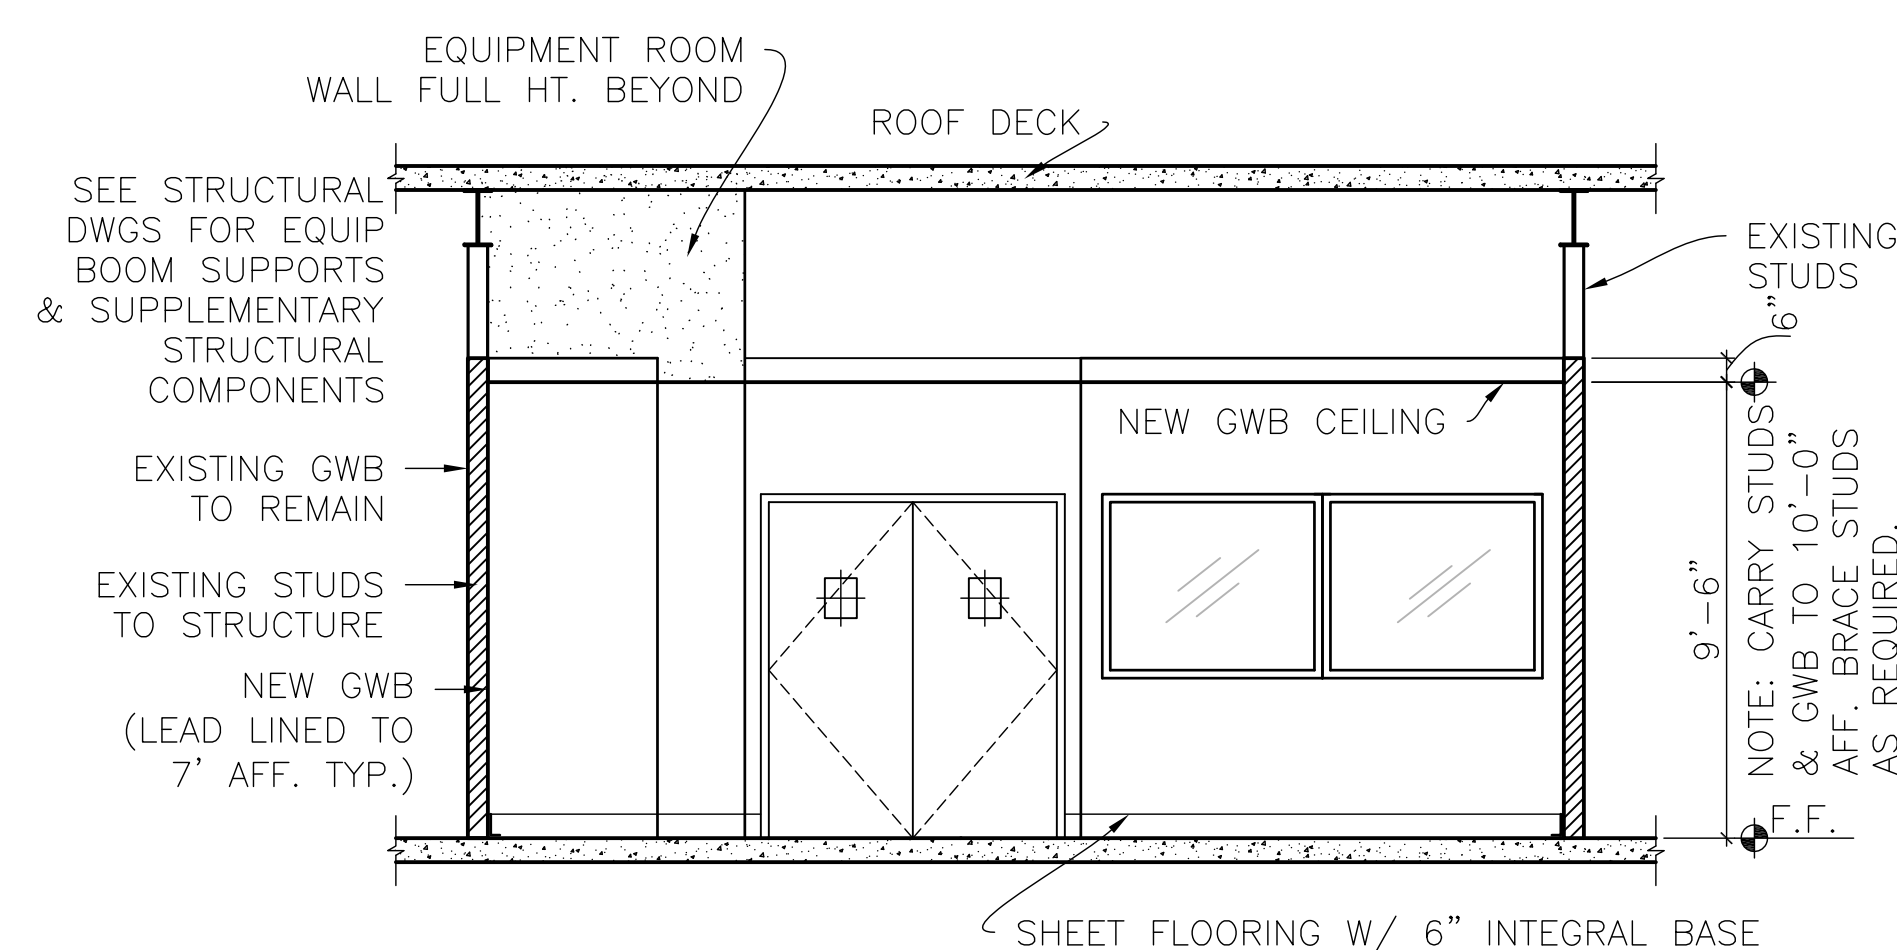 EQUIPMENT ROOM
WALL FULL HT. BEYOND
ROOF DECK
SEE STRUCTURAL
DWGS FOR EQUIP
BOOM SUPPORTS
& SUPPLEMENTARY
STRUCTURAL
COMPONENTS
EXISTING
STUDS
6"
NEW GWB CEILING
EXISTING GWB
TO REMAIN
EXISTING STUDS
TO STRUCTURE
NEW GWB
(LEAD LINED TO
7' AFF. TYP.)
9'-6"
NOTE: CARRY STUDS
& GWB TO 10'-0"
AFF. BRACE STUDS
AS REQUIRED.
F.F.
SHEET FLOORING W/ 6" INTEGRAL BASE